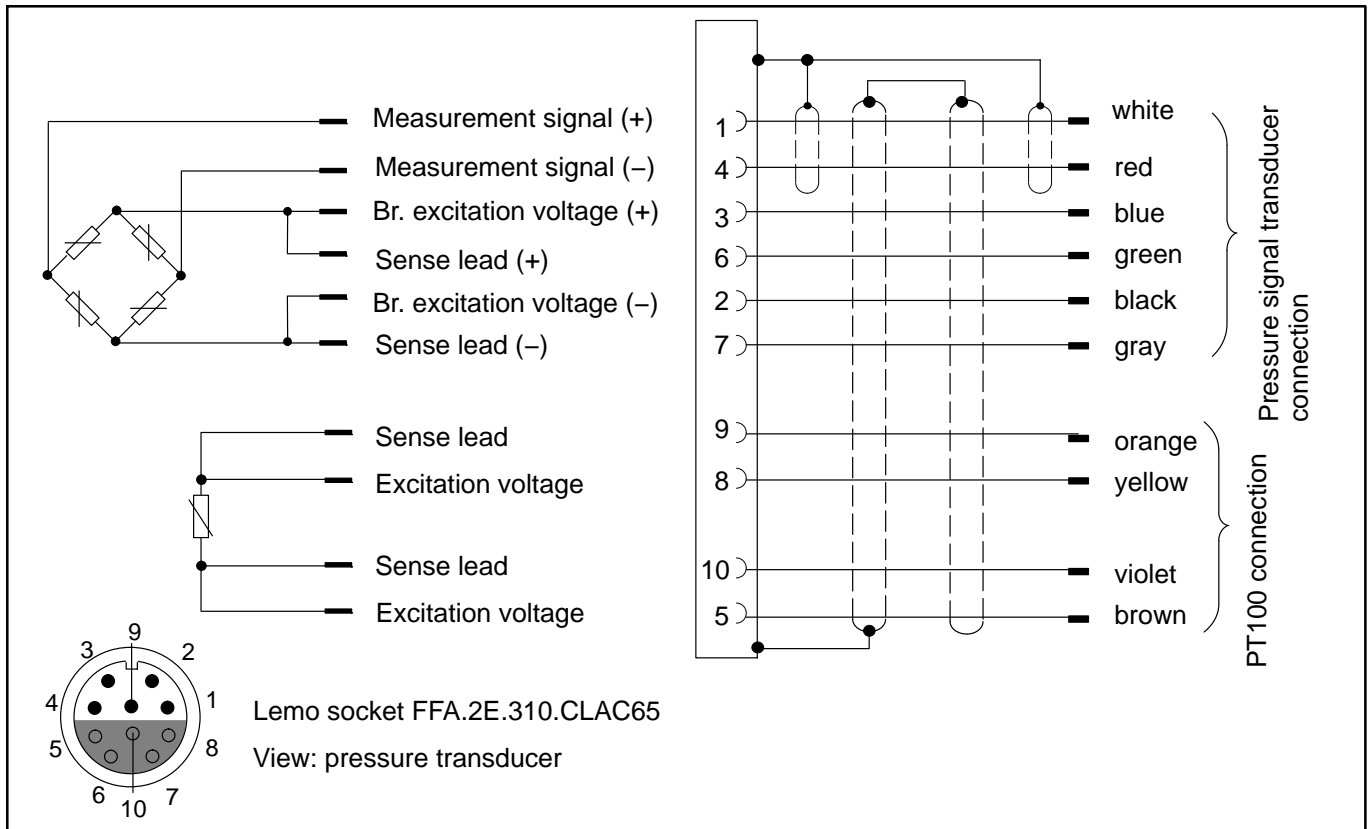 Measurement signal (+)
Measurement signal (−)
Br. excitation voltage (+)
Sense lead (+)
Br. excitation voltage (−)
Sense lead (−)
Sense lead
Excitation voltage
Sense lead
Excitation voltage
1 white
4 red
3 blue
6 green
2 black
7 gray
9 orange
8 yellow
10 violet
5 brown
Pressure signal transducer
connection
PT100 connection
9
3 2
4 1
5 8
6 7
10
Lemo socket FFA.2E.310.CLAC65
View: pressure transducer